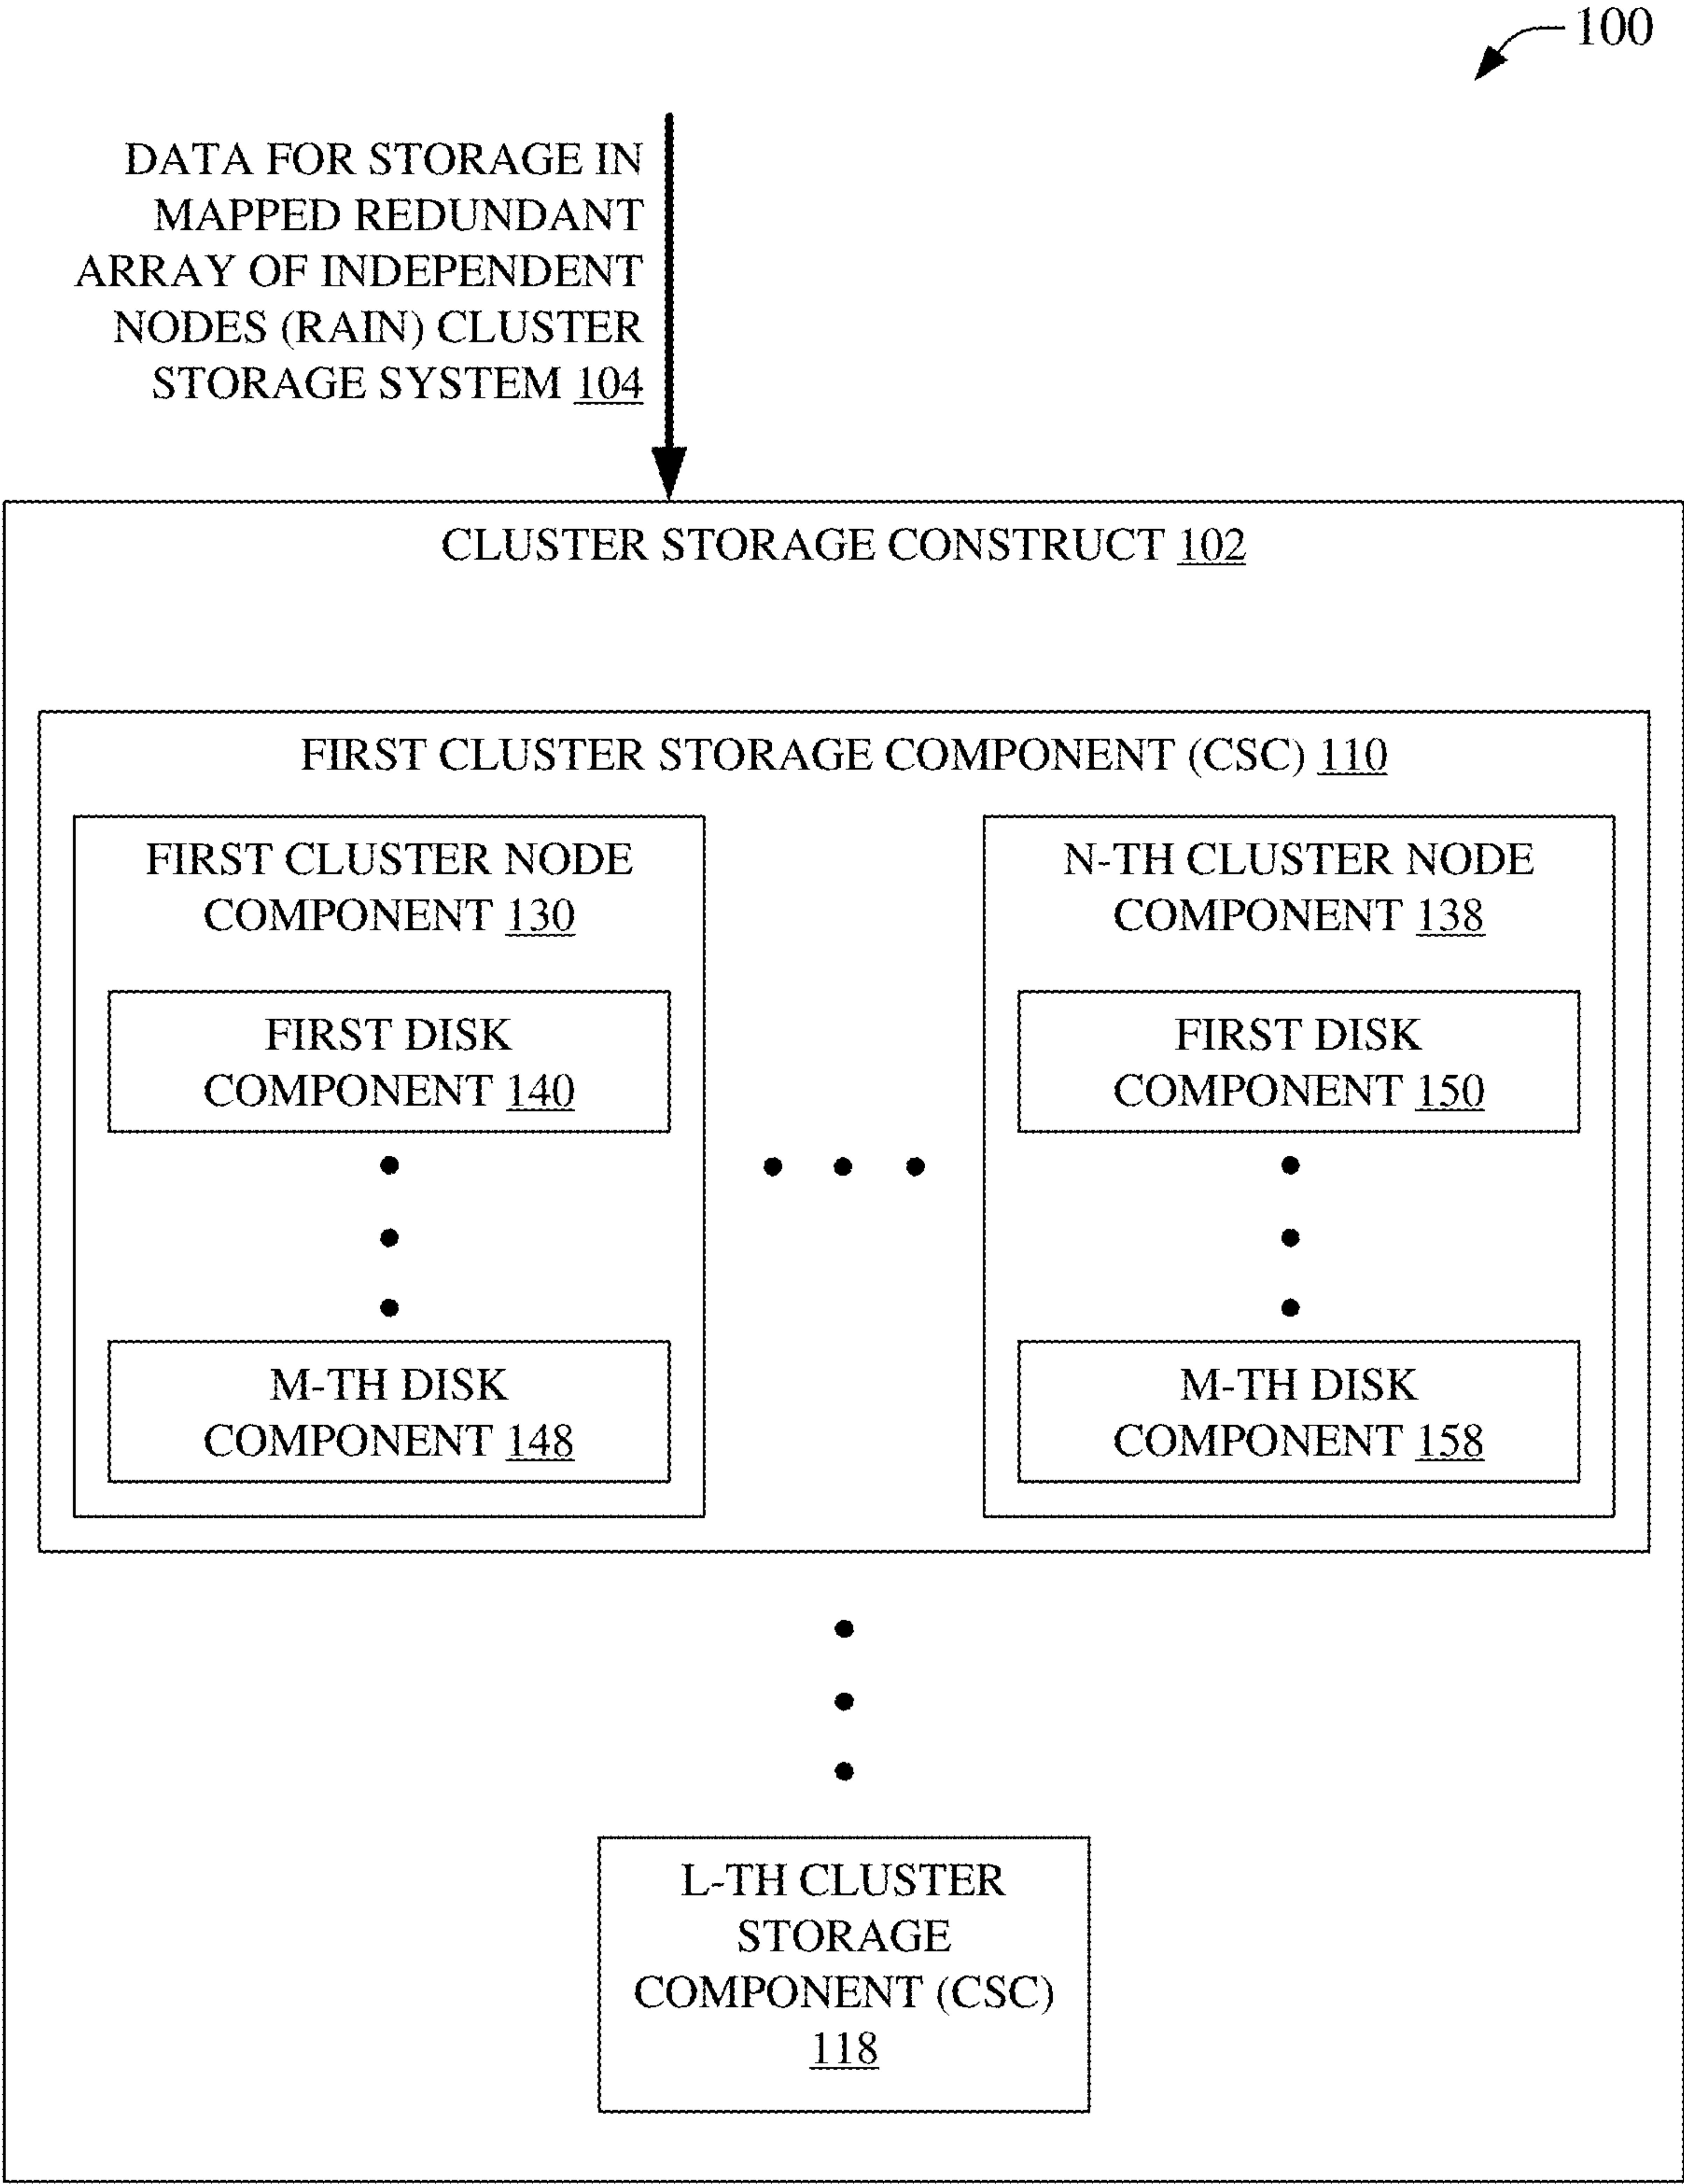 100
DATA FOR STORAGE IN
MAPPED REDUNDANT
ARRAY OF INDEPENDENT
NODES (RAIN) CLUSTER
STORAGE SYSTEM 104
CLUSTER STORAGE CONSTRUCT 102
FIRST CLUSTER STORAGE COMPONENT (CSC) 110
FIRST CLUSTER NODE
COMPONENT 130
FIRST DISK
COMPONENT 140
M-TH DISK
COMPONENT 148
N-TH CLUSTER NODE
COMPONENT 138
FIRST DISK
COMPONENT 150
M-TH DISK
COMPONENT 158
L-TH CLUSTER
STORAGE
COMPONENT (CSC)
118